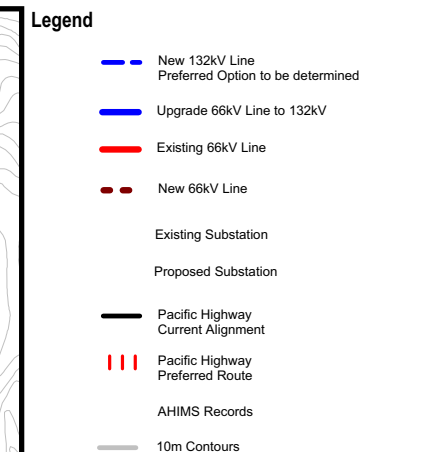 Legend
New 132kV Line
Preferred Option to be determined
Upgrade 66kV Line to 132kV
Existing 66kV Line
New 66kV Line
Existing Substation
Proposed Substation
Pacific Highway
Current Alignment
Pacific Highway
Preferred Route
AHIMS Records
10m Contours